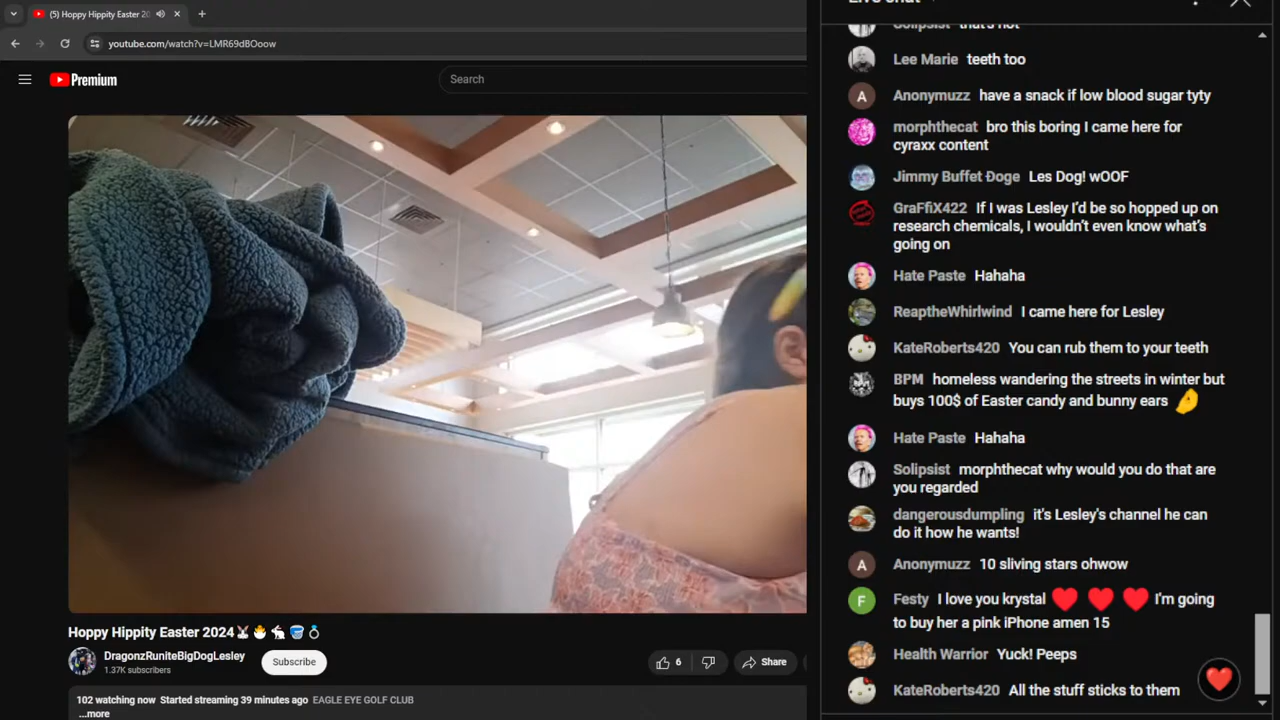 (5) Hoppy Hippity Easter 20
youtube.com/watch?v=LMR69dBOoow
Premium
Search
Hoppy Hippity Easter 2024
DragonzRuniteBigDogLesley
1.37K subscribers
Subscribe
6
Share
102 watching now Started streaming 39 minutes ago EAGLE EYE GOLF CLUB
...more
Live chat
Solipsist that's hot
Lee Marie teeth too
A
Anonymuzz have a snack if low blood sugar tyty
morphthecat bro this boring I came here for
cyraxx content
Jimmy Buffet Đoge Les Dog! wOOF
GraFfiX422 If I was Lesley I'd be so hopped up on
research chemicals, I wouldn't even know what's
going on
Hate Paste Hahaha
ReaptheWhirlwind I came here for Lesley
KateRoberts420 You can rub them to your teeth
BPM homeless wandering the streets in winter but
buys 100$ of Easter candy and bunny ears
Hate Paste Hahaha
Solipsist morphthecat why would you do that are
you regarded
dangerousdumpling it's Lesley's channel he can
do it how he wants!
A
Anonymuzz 10 sliving stars ohwow
F
Festy I love you krystal ❤ ❤ ❤ I'm going
to buy her a pink iPhone amen 15
Health Warrior Yuck! Peeps
KateRoberts420 All the stuff sticks to them